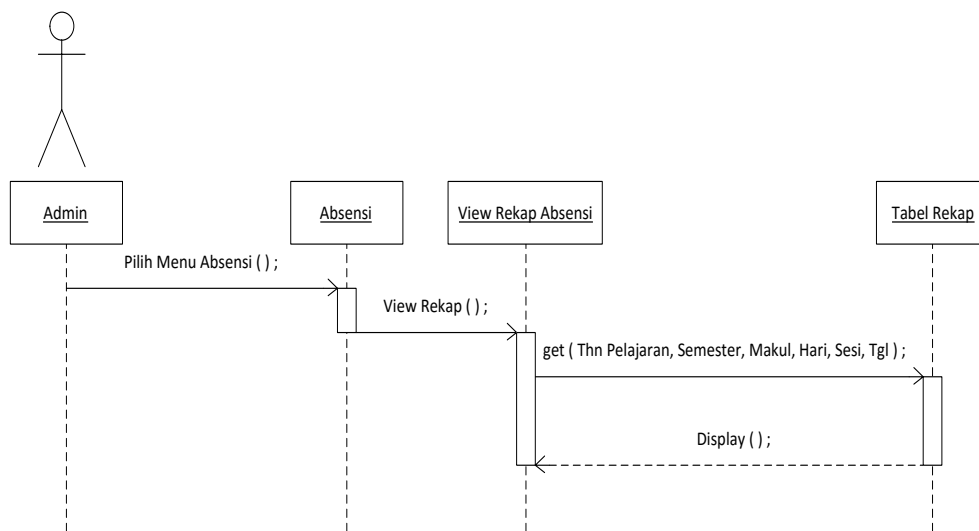 Admin
Absensi
View Rekap Absensi
Tabel Rekap
Pilih Menu Absensi ( ) ;
View Rekap ( ) ;
get ( Thn Pelajaran, Semester, Makul, Hari, Sesi, Tgl ) ;
Display ( ) ;